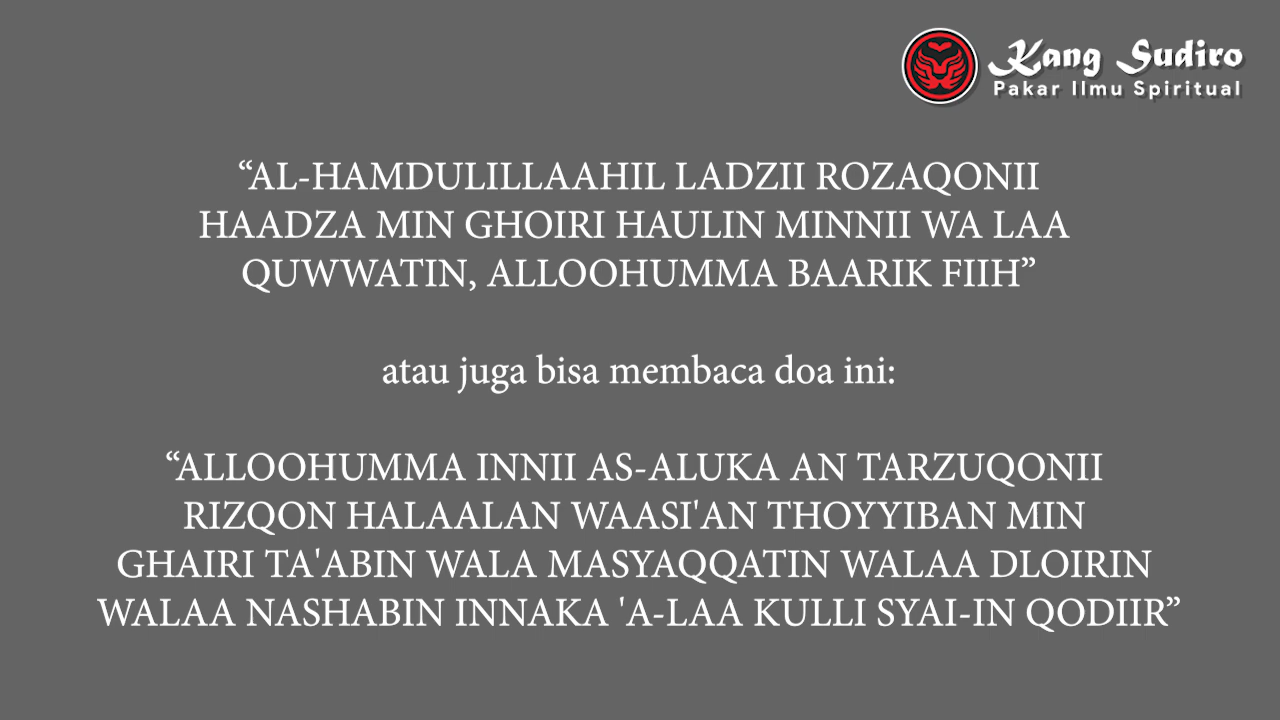 Kang Sudiro
Pakar Ilmu Spiritual
“AL-HAMDULILLAAHIL LADZII ROZAQONII
HAADZA MIN GHOIRI HAULIN MINNII WA LAA
QUWWATIN, ALLOOHUMMA BAARIK FIIH”
atau juga bisa membaca doa ini:
“ALLOOHUMMA INNII AS-ALUKA AN TARZUQONII
RIZQON HALAALAN WAASI'AN THOYYIBAN MIN
GHAIRI TA'ABIN WALA MASYAQQATIN WALAA DLOIRIN
WALAA NASHABIN INNAKA 'A-LAA KULLI SYAI-IN QODIIR”